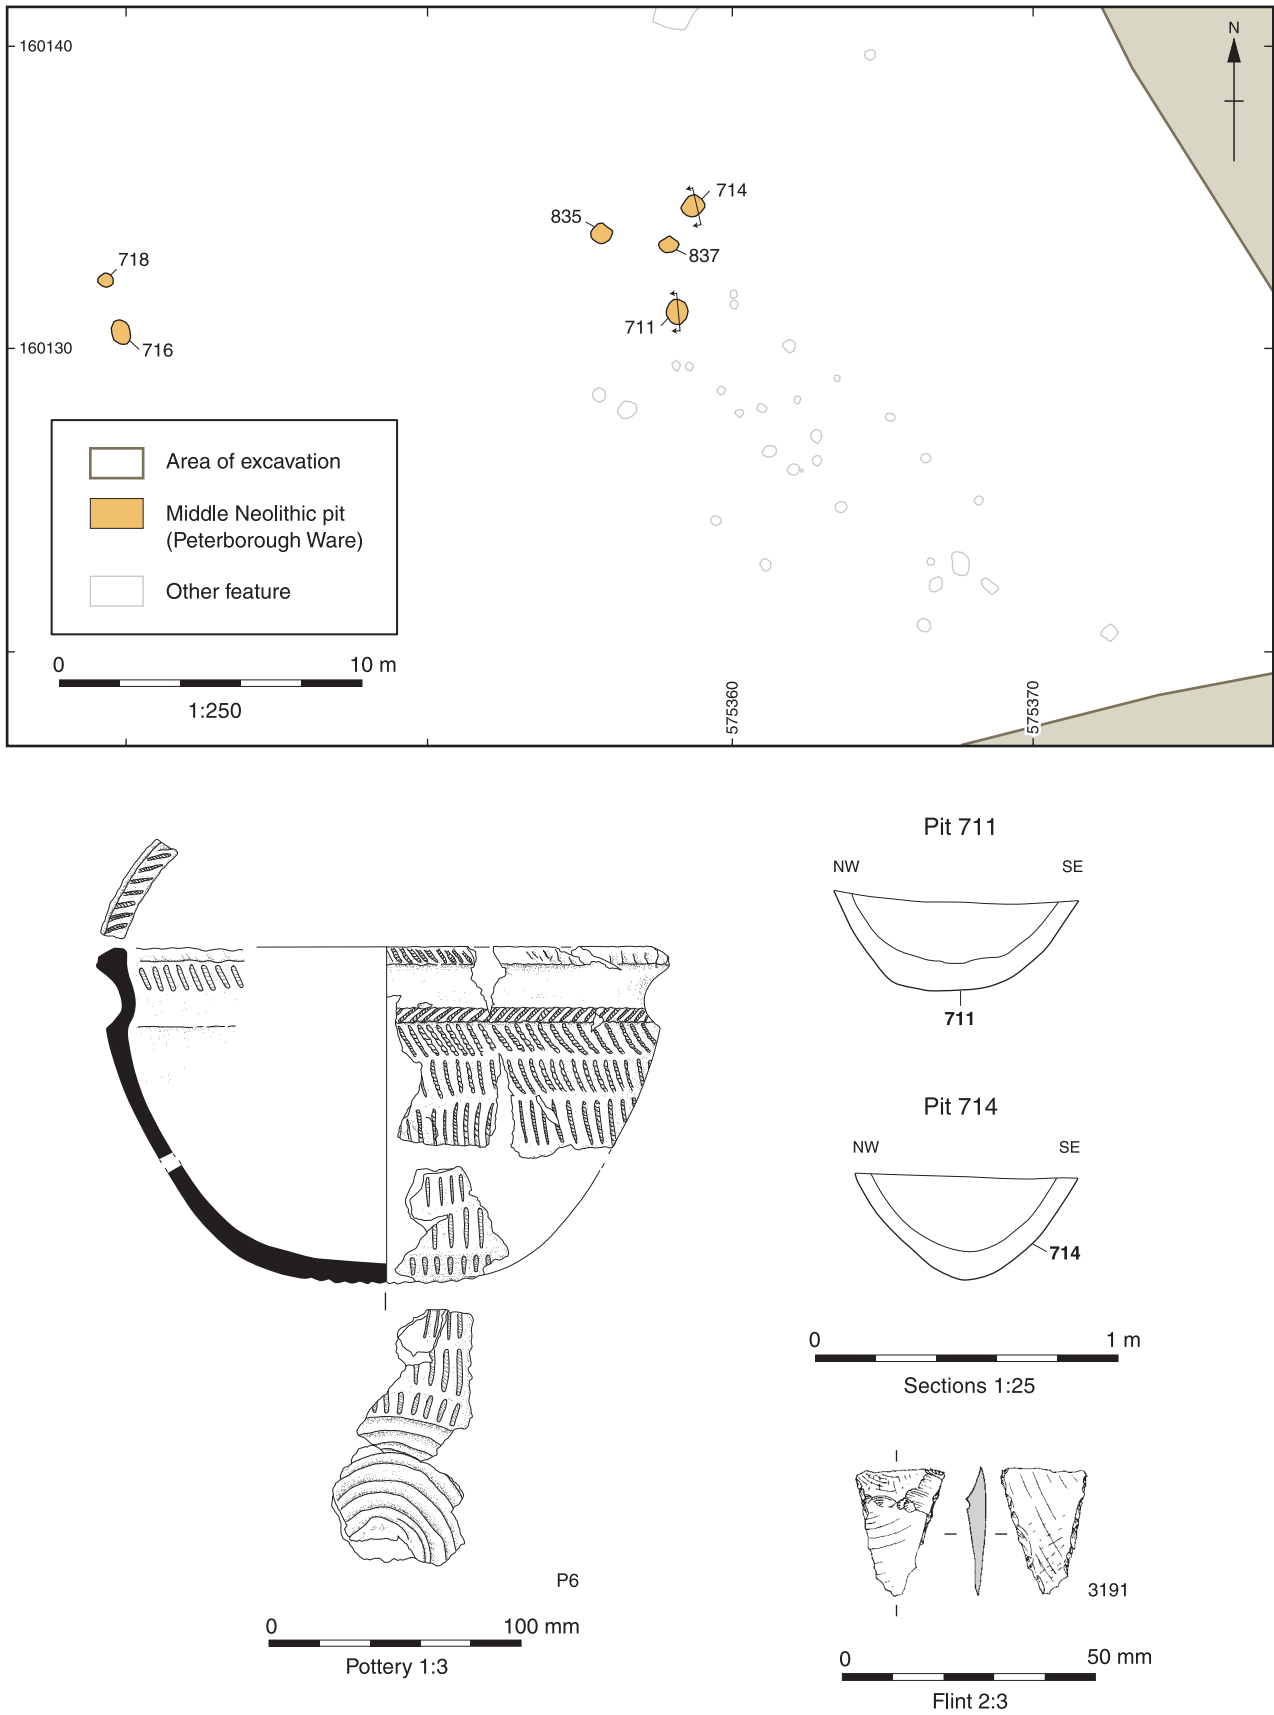 160140
N
714
835
837
718
711
716
160130
Area of excavation
Middle Neolithic pit
(Peterborough Ware)
Other feature
0 10 m
1:250
575360
575370
Pit 711
NW SE
711
Pit 714
NW SE
714
0 1 m
Sections 1:25
P6
0 100 mm
Pottery 1:3
3191
0 50 mm
Flint 2:3